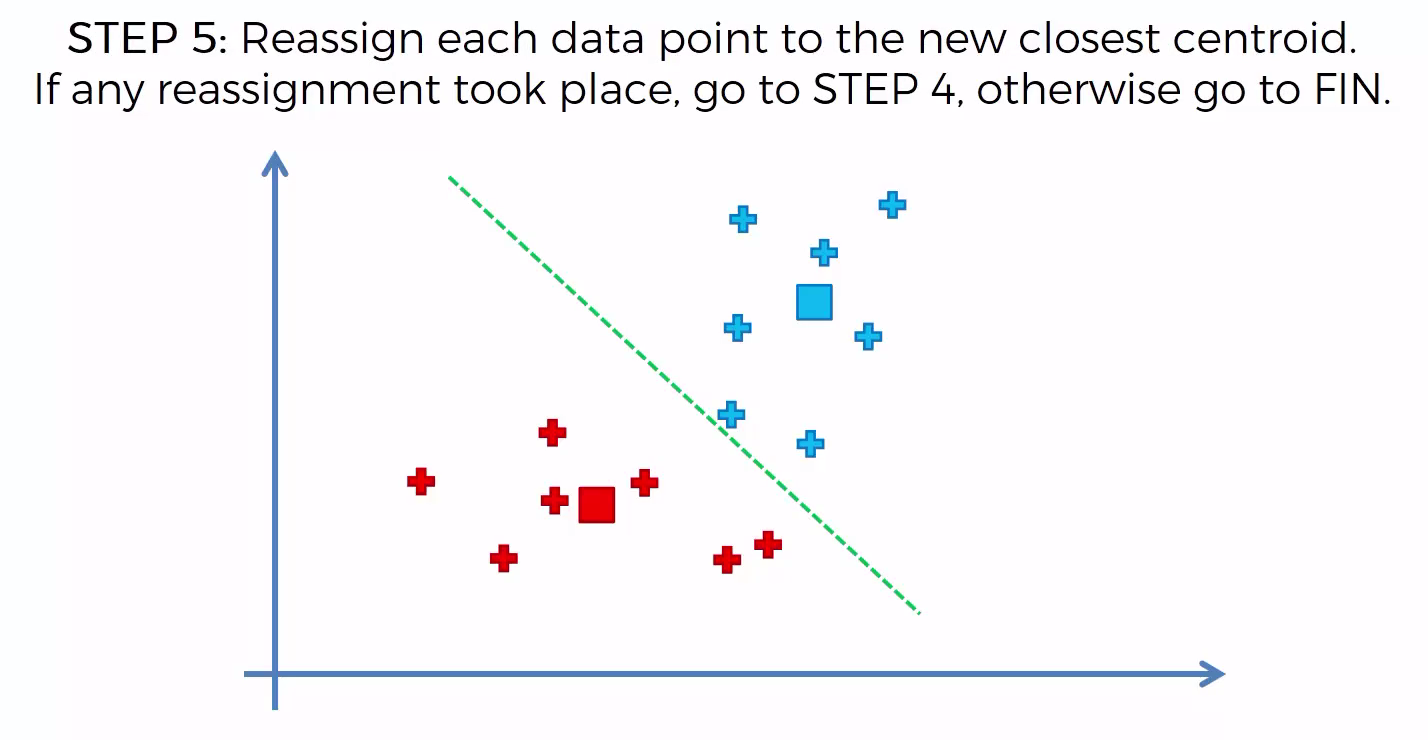 STEP 5: Reassign each data point to the new closest centroid.
If any reassignment took place, go to STEP 4, otherwise go to FIN.